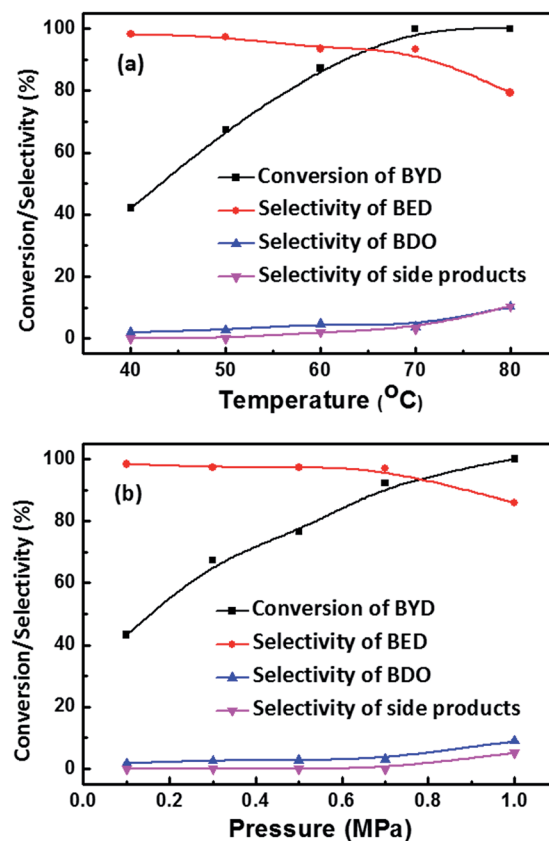 100
80
60
40
20
0
Conversion/Selectivity (%)
(a)
Conversion of BYD
Selectivity of BED
Selectivity of BDO
Selectivity of side products
40 50 60 70 80
Temperature (°C)
100
80
60
40
20
0
Conversion/Selectivity (%)
(b)
Conversion of BYD
Selectivity of BED
Selectivity of BDO
Selectivity of side products
0.0 0.2 0.4 0.6 0.8 1.0
Pressure (MPa)